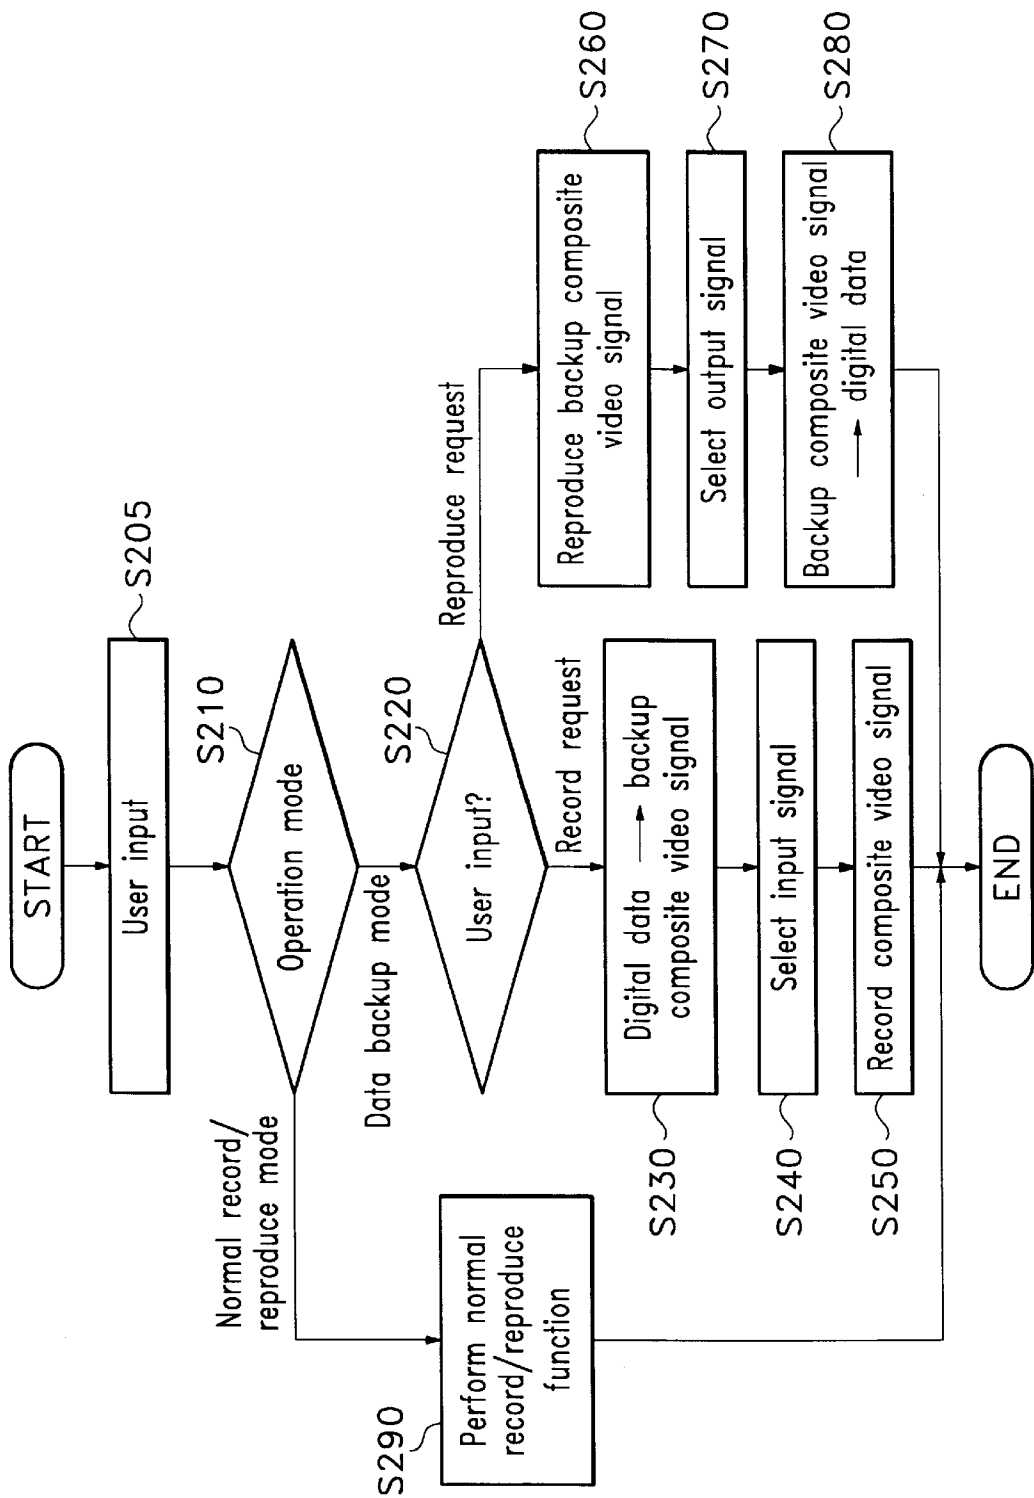 START
User input
S205
Operation mode
S210
Normal record/
reproduce mode
Data backup mode
User input?
S220
Reproduce request
Record request
Perform normal
record/reproduce
function
S290
Digital data → backup
composite video signal
S230
Select input signal
S240
Record composite video signal
S250
Reproduce backup composite
video signal
S260
Select output signal
S270
Backup composite video signal
→ digital data
S280
END